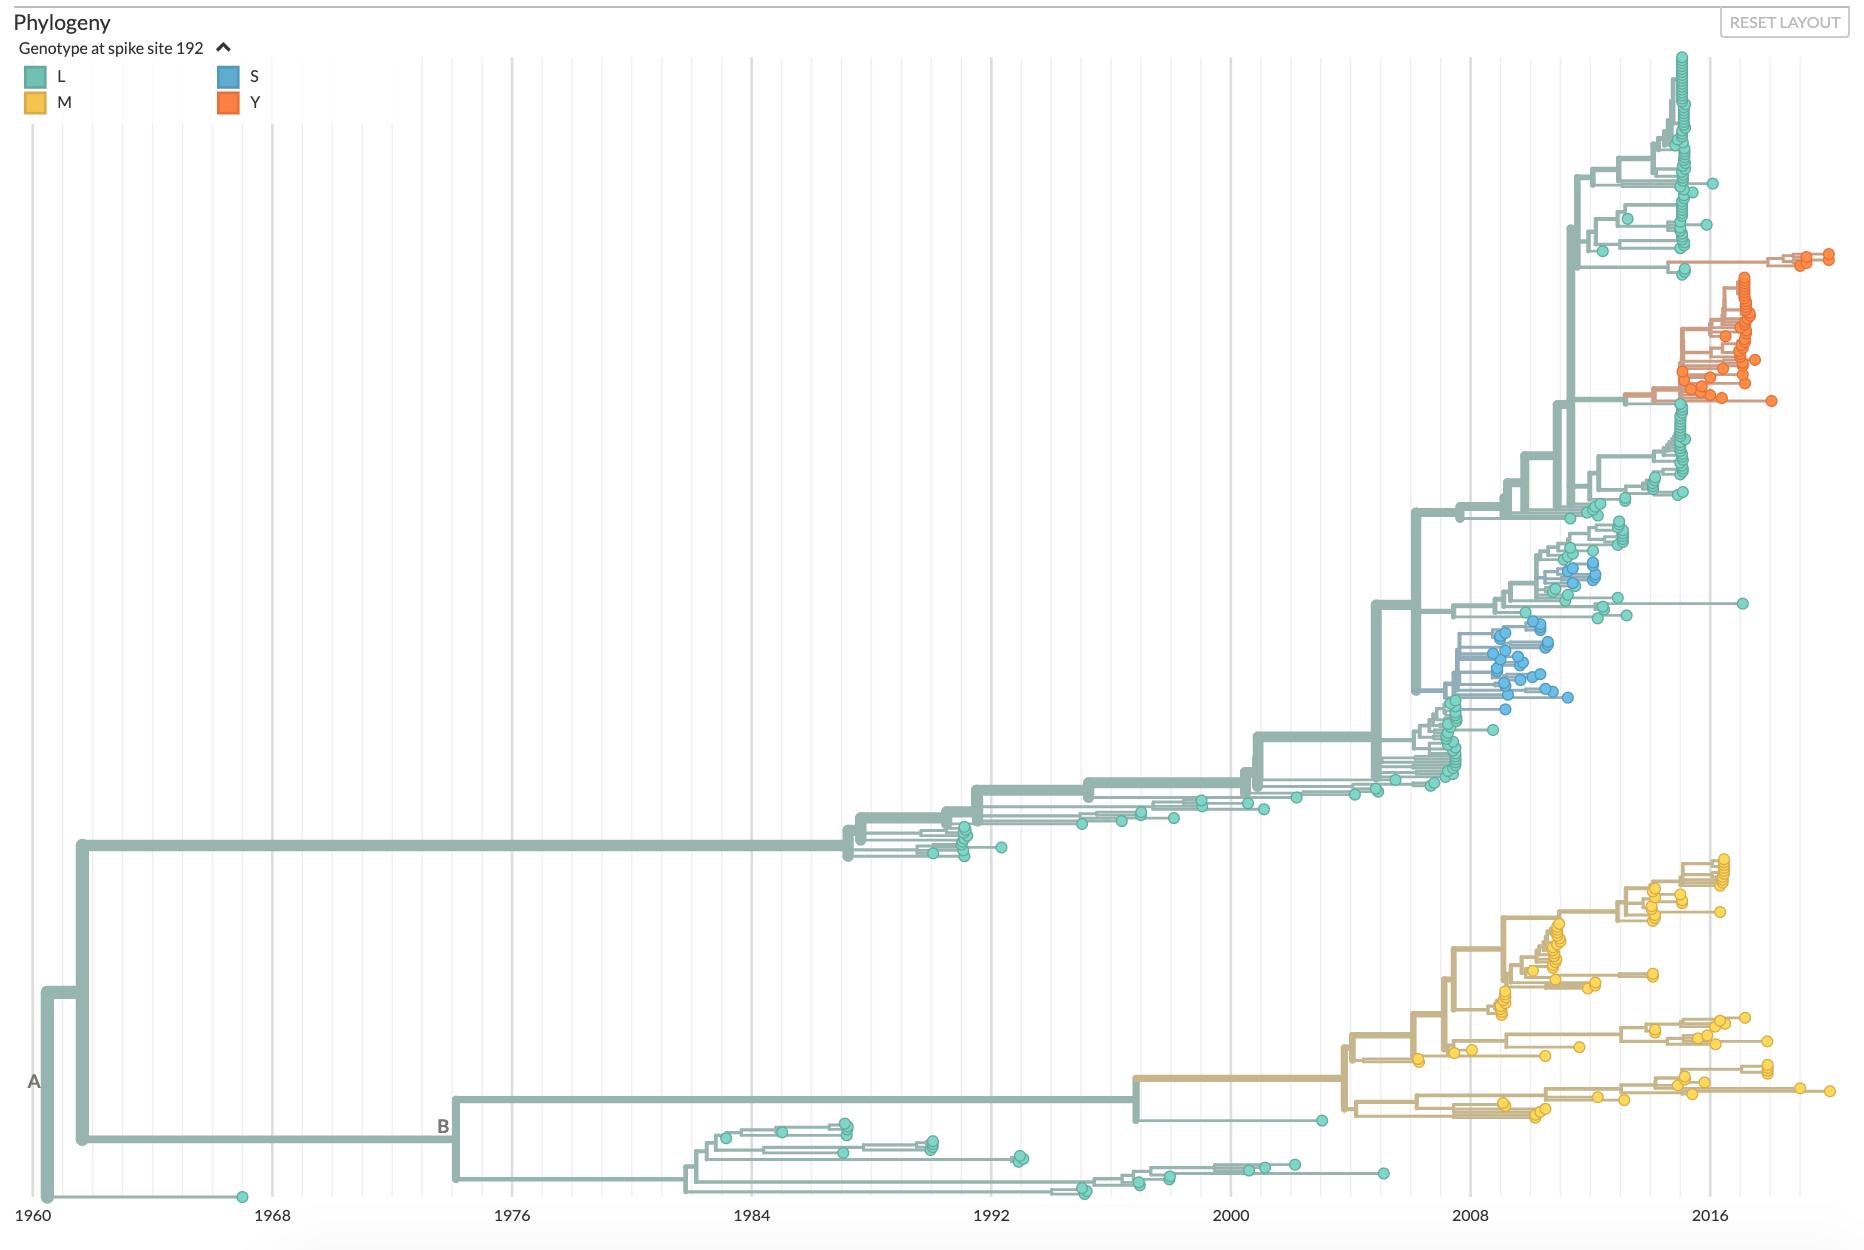 Phylogeny
RESET LAYOUT
Genotype at spike site 192
L
S
M
Y
A
B
1960 1968 1976 1984 1992 2000 2008 2016